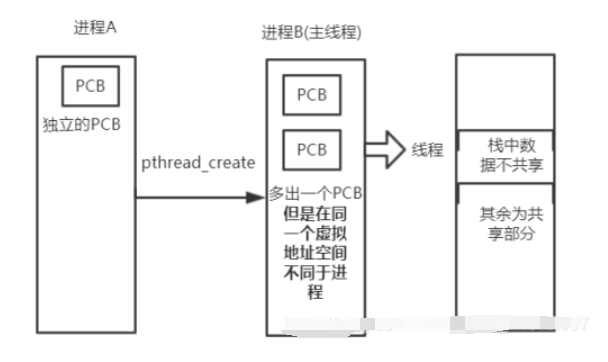 进程A
进程B(主线程)
PCB
独立的PCB
pthread_create
PCB
PCB
多出一个PCB
但是在同
一个虚拟
地址空间
不同于进
程
线程
栈中数
据不共享
其余为共
享部分